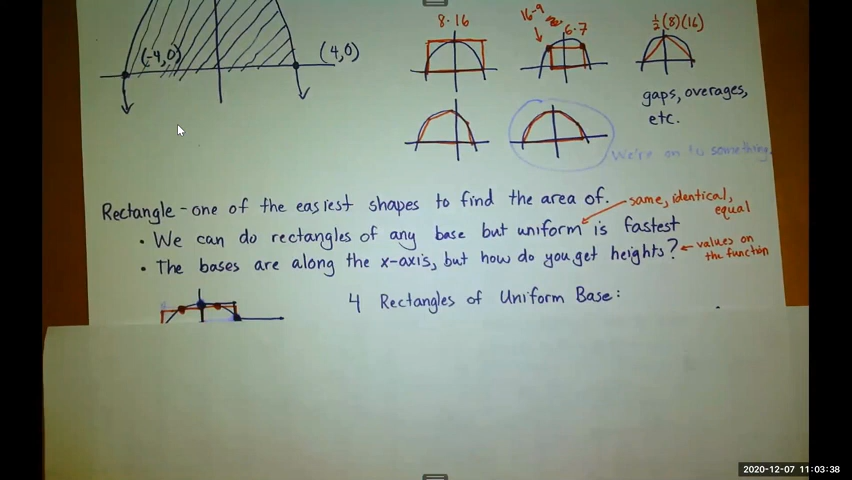 8·16
16-9
6·7
½(8)(16)
(-4,0)
(4,0)
gaps, overages,
etc.
We're on to something.
Rectangle - one of the easiest shapes to find the area of.
same, identical,
equal
• We can do rectangles of any base but uniform is fastest
• The bases are along the x-axis, but how do you get heights?
values on
the function
4 Rectangles of Uniform Base:
2020-12-07 11:03:38